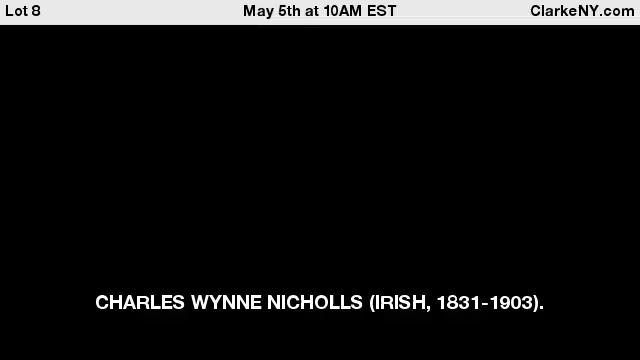 Lot 8 May 5th at 10AM EST ClarkeNY.com
CHARLES WYNNE NICHOLLS (IRISH, 1831-1903).